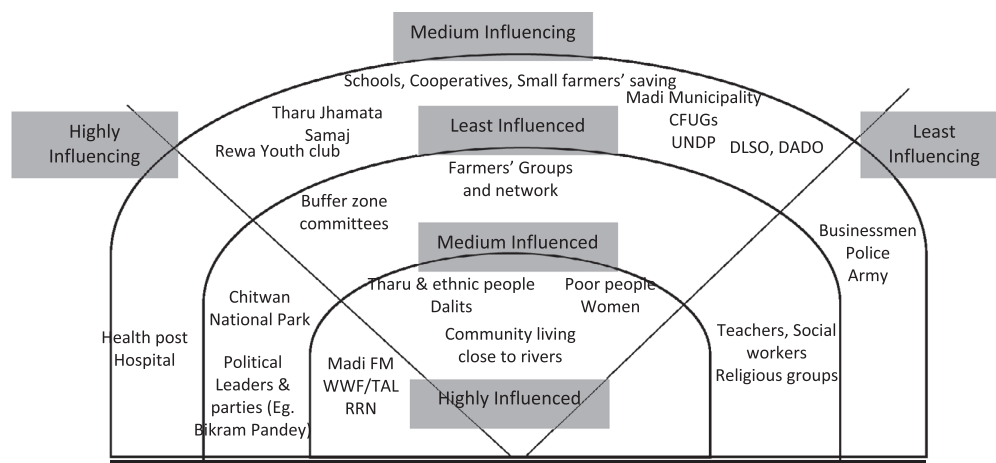 Medium Influencing
Schools, Cooperatives, Small farmers’ saving
Highly
Influencing
Tharu Jhamata
Samaj
Rewa Youth club
Least Influenced
Madi Municipality
CFUGs
UNDP
DLSO, DADO
Least
Influencing
Farmers’ Groups
and network
Buffer zone
committees
Medium Influenced
Businessmen
Police
Army
Tharu & ethnic people
Dalits
Poor people
Women
Chitwan
National Park
Community living
close to rivers
Health post
Hospital
Teachers, Social
workers
Religious groups
Political
Leaders &
parties (Eg.
Bikram Pandey)
Madi FM
WWF/TAL
RRN
Highly Influenced